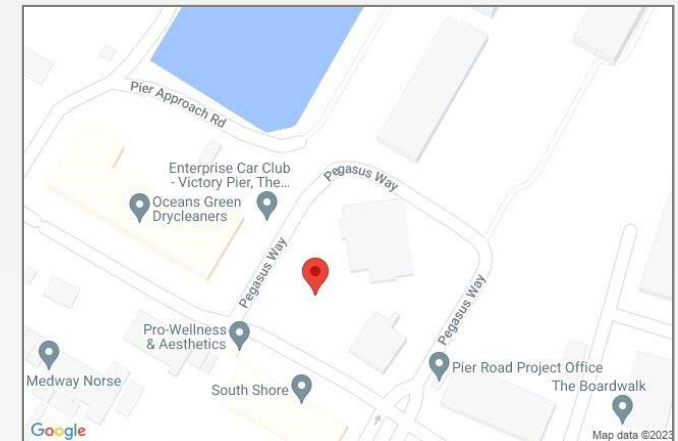 Pier Approach Rd
Enterprise Car Club
- Victory Pier, The...
Pegasus Way
Oceans Green
Drycleaners
Pegasus Way
Pegasus Way
Pro-Wellness
& Aesthetics
Pier Road Project Office
Medway Norse
South Shore
The Boardwalk
Google
Map data ©2023